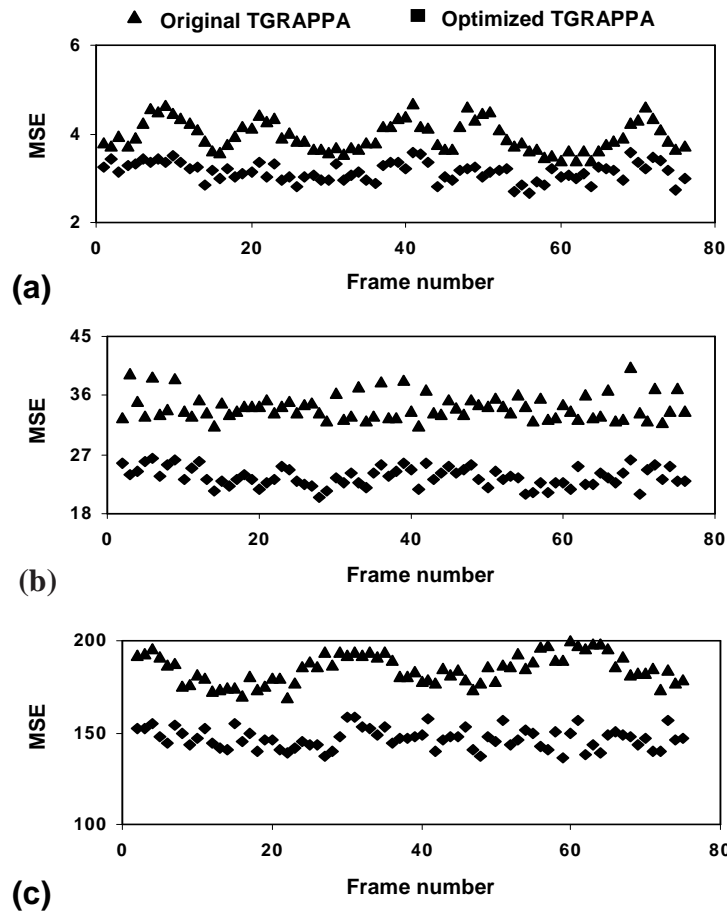 ▲ Original TGRAPPA ■ Optimized TGRAPPA
6
4
2
MSE
0 20 40 60 80
Frame number
(a)
45
36
27
18
MSE
0 20 40 60 80
Frame number
(b)
200
150
100
MSE
0 20 40 60 80
Frame number
(c)